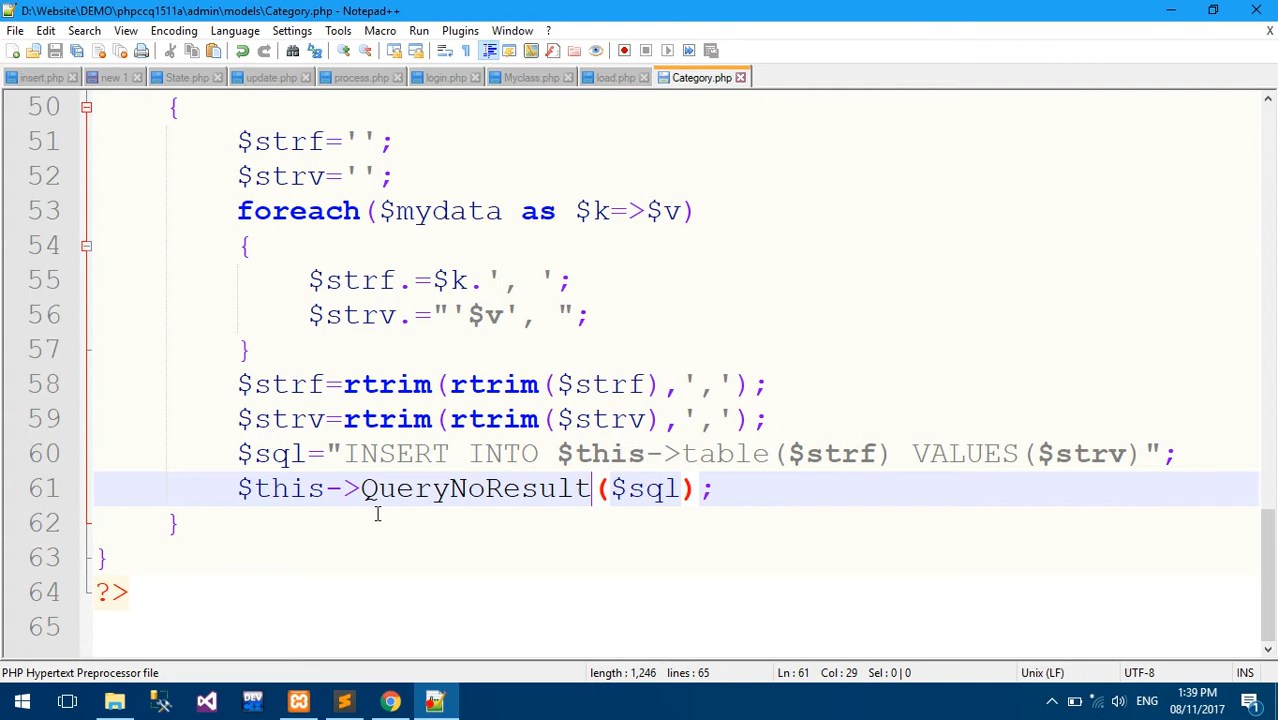 D:\Website\DEMO\phpccq1511a\admin\models\Category.php - Notepad++
File Edit Search View Encoding Language Settings Tools Macro Run Plugins Window ?
insert.php new 1 State.php update.php process.php login.php Myclass.php load.php Category.php
50 {
51 $strf='';
52 $strv='';
53 foreach($mydata as $k=>$v)
54 {
55 $strf.=$k.', ';
56 $strv.="'$v', ";
57 }
58 $strf=rtrim(rtrim($strf),',');
59 $strv=rtrim(rtrim($strv),',');
60 $sql="INSERT INTO $this->table($strf) VALUES($strv)";
61 $this->QueryNoResult($sql);
62 }
63 }
64 ?>
65
PHP Hypertext Preprocessor file length : 1,246 lines : 65 Ln : 61 Col : 29 Sel : 0 | 0 Unix (LF) UTF-8 INS
ENG 1:39 PM
08/11/2017